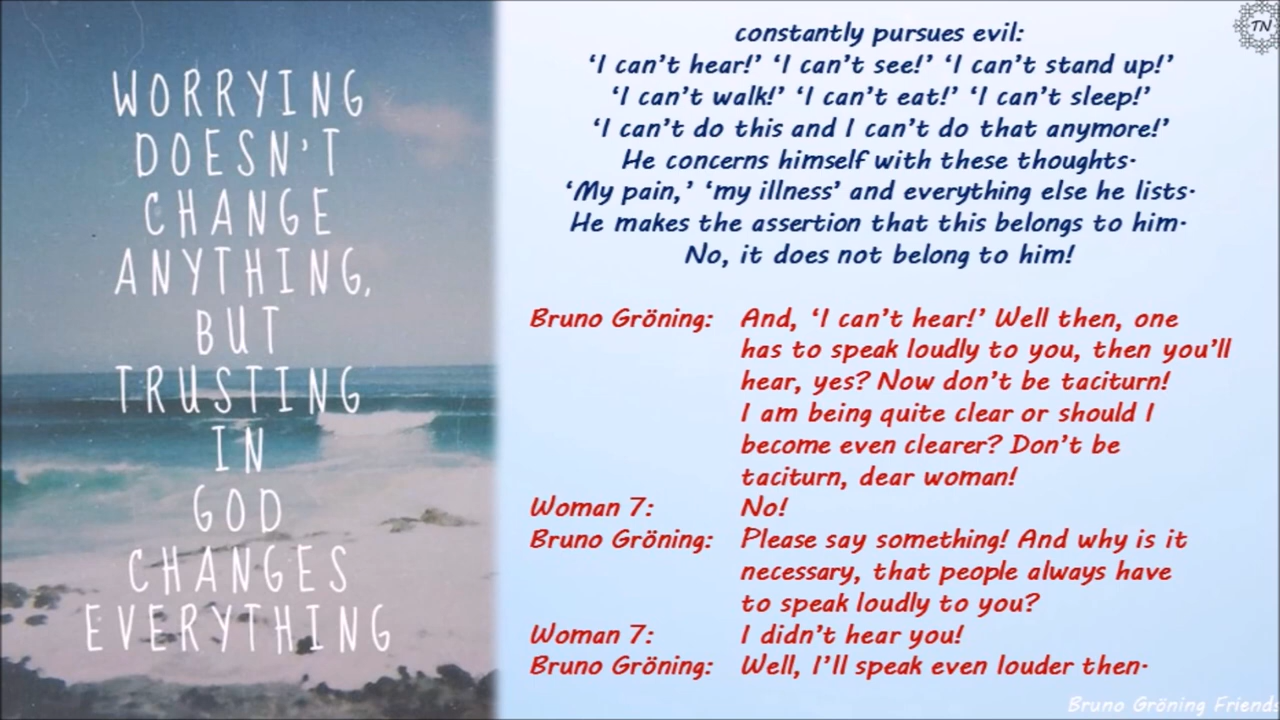 WORRYING
DOESN'T
CHANGE
ANYTHING,
BUT
TRUSTING
IN
GOD
CHANGES
EVERYTHING
TN
constantly pursues evil:
‘I can’t hear!’ ‘I can’t see!’ ‘I can’t stand up!’
‘I can’t walk!’ ‘I can’t eat!’ ‘I can’t sleep!’
‘I can’t do this and I can’t do that anymore!’
He concerns himself with these thoughts.
‘My pain,’ ‘my illness’ and everything else he lists.
He makes the assertion that this belongs to him.
No, it does not belong to him!
Bruno Gröning: And, ‘I can’t hear!’ Well then, one
has to speak loudly to you, then you’ll
hear, yes? Now don’t be taciturn!
I am being quite clear or should I
become even clearer? Don’t be
taciturn, dear woman!
Woman 7: No!
Bruno Gröning: Please say something! And why is it
necessary, that people always have
to speak loudly to you?
Woman 7: I didn’t hear you!
Bruno Gröning: Well, I’ll speak even louder then.
Bruno Gröning Friends